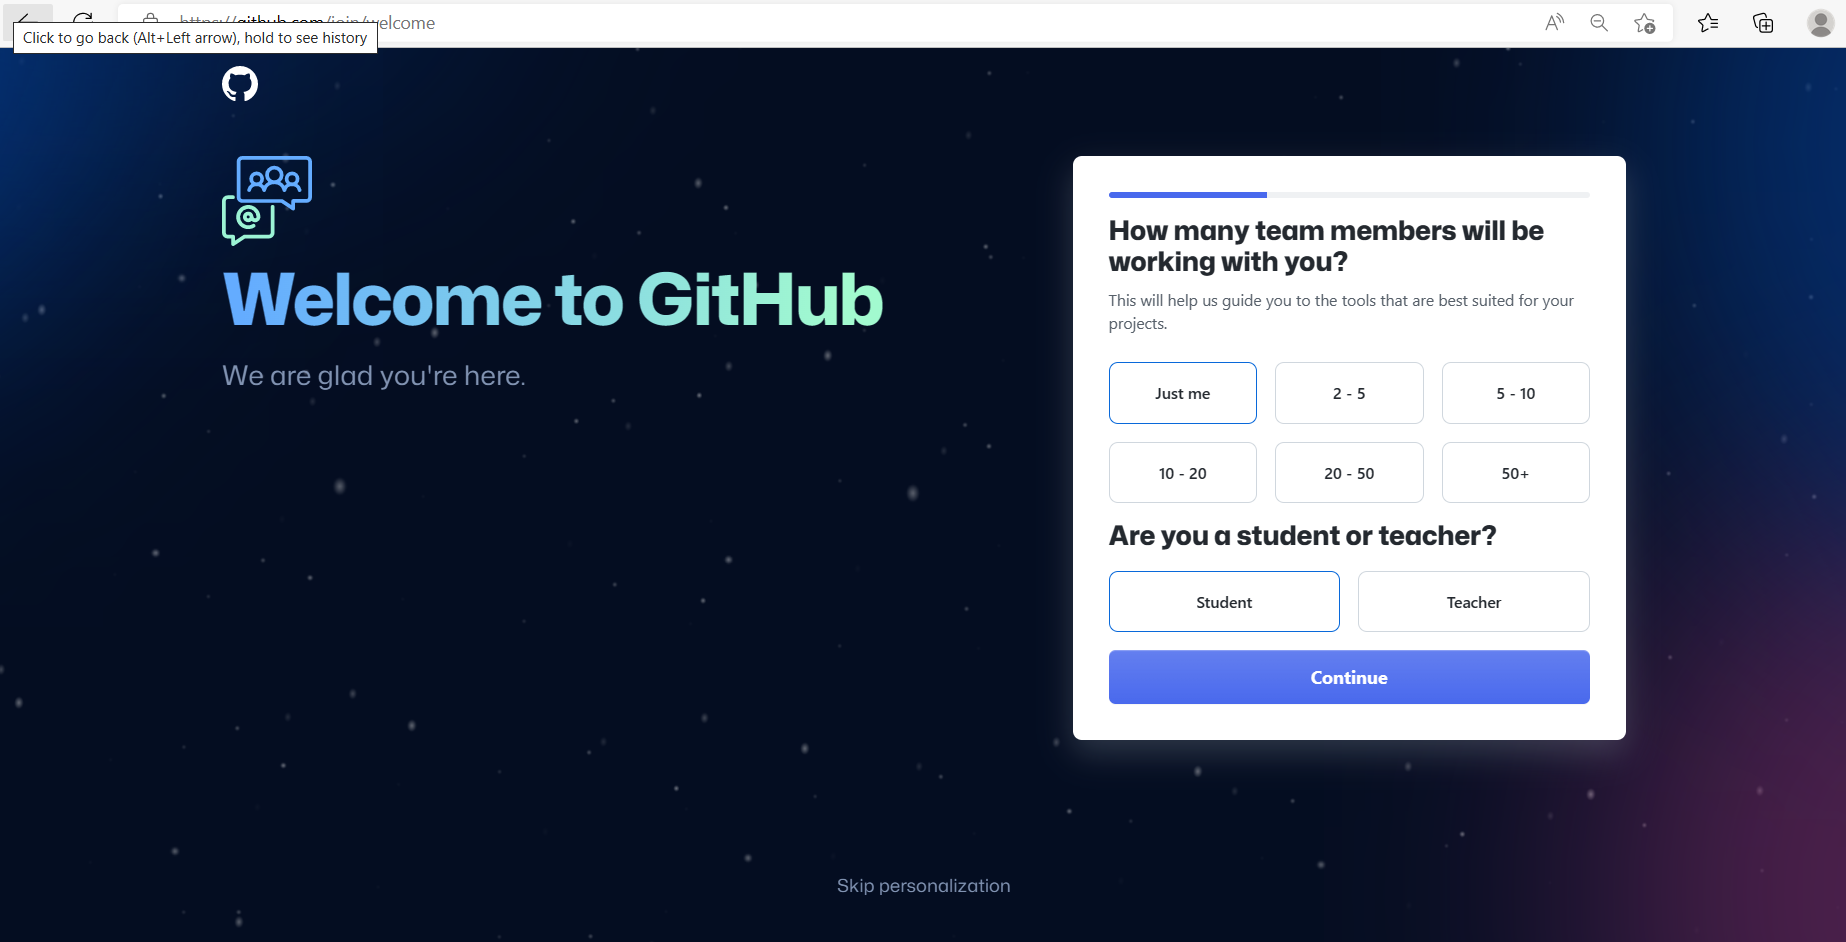 https://github.com/join/welcome
Click to go back (Alt+Left arrow), hold to see history
Welcome to GitHub
We are glad you're here.
How many team members will be
working with you?
This will help us guide you to the tools that are best suited for your
projects.
Just me
2 - 5
5 - 10
10 - 20
20 - 50
50+
Are you a student or teacher?
Student
Teacher
Continue
Skip personalization